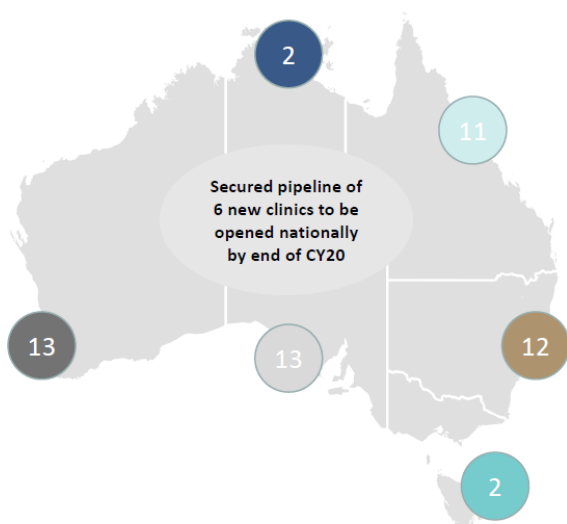 2
11
Secured pipeline of
6 new clinics to be
opened nationally
by end of CY20
13
13
12
2